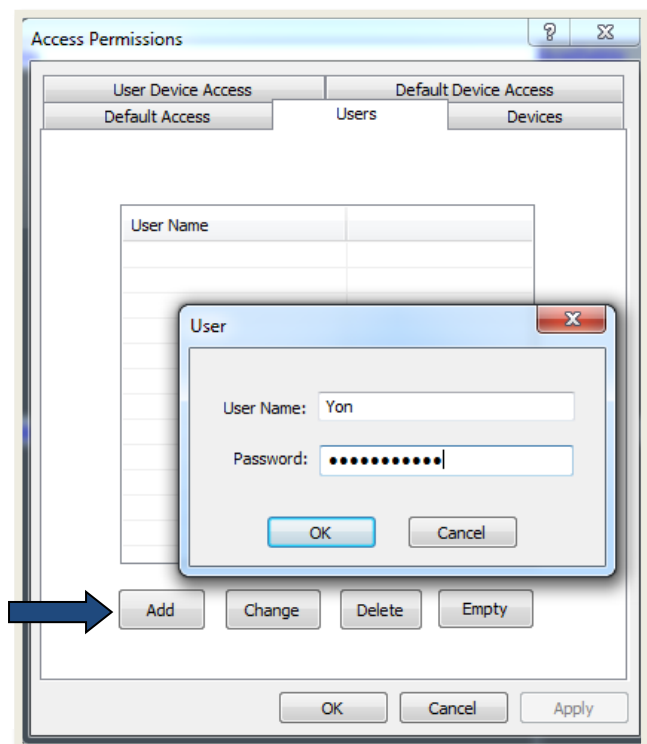 Access Permissions
User Device Access Default Device Access
Default Access Users Devices
User Name
User
User Name: Yon
Password: ●●●●●●●●●●●
OK Cancel
Add Change Delete Empty
OK Cancel Apply